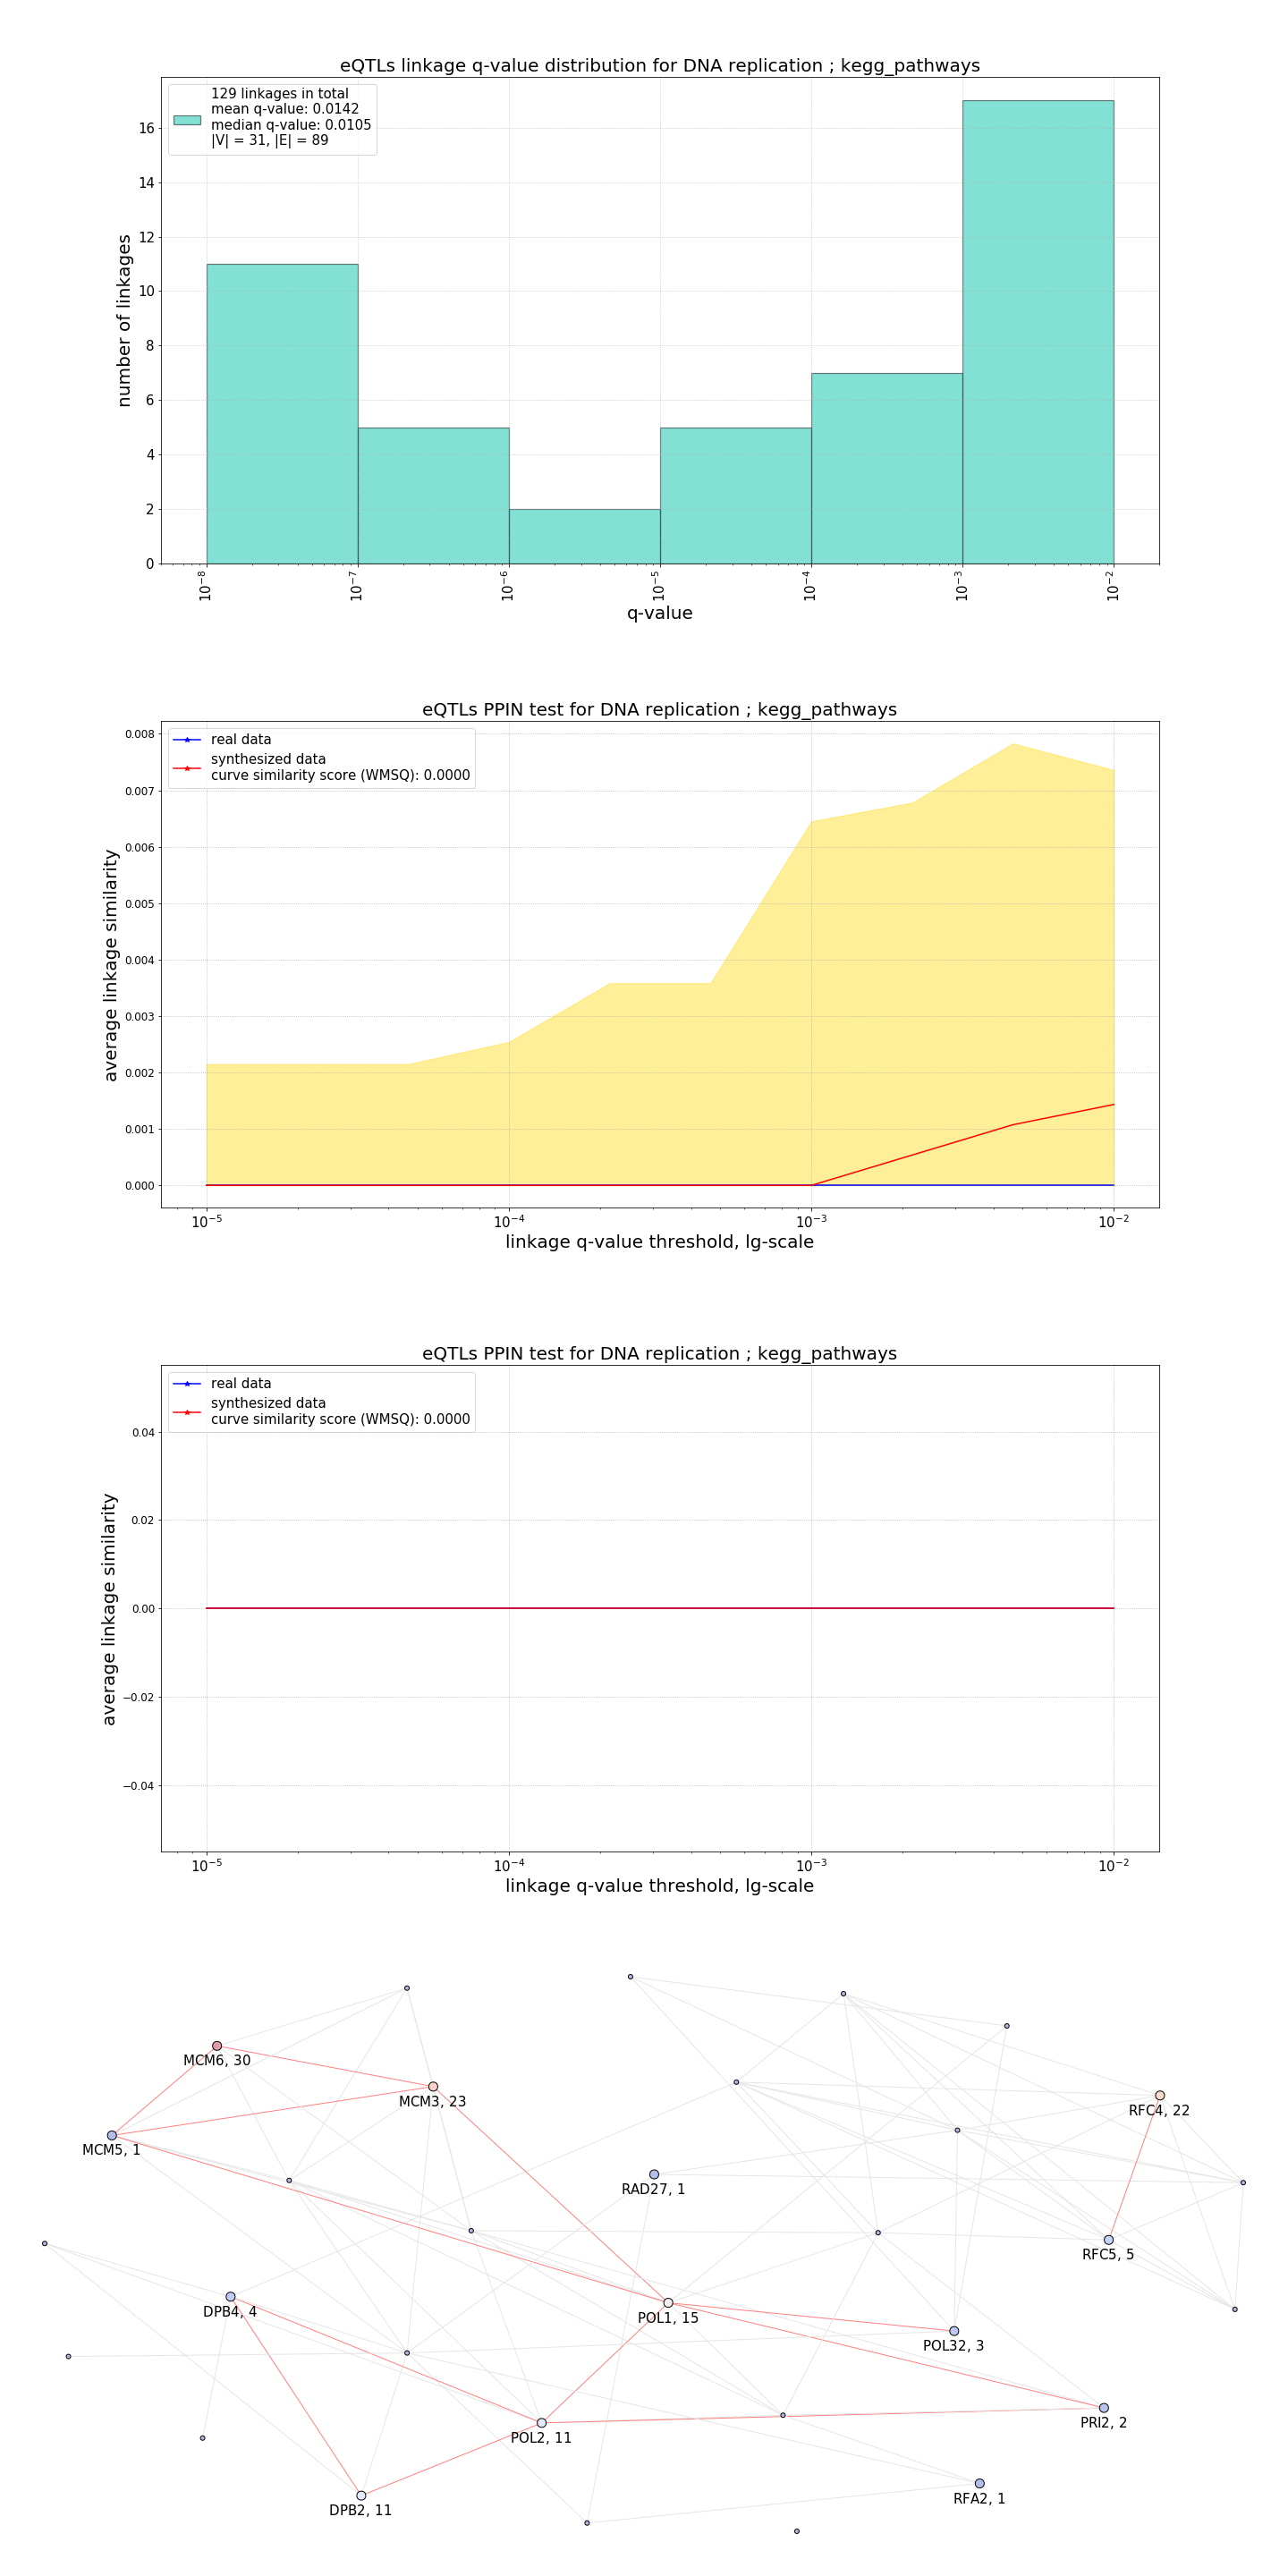 eQTLs linkage q-value distribution for DNA replication ; kegg_pathways
129 linkages in total
mean q-value: 0.0142
median q-value: 0.0105
|V| = 31, |E| = 89
number of linkages
16
14
12
10
8
6
4
2
0
10⁻⁸ 10⁻⁷ 10⁻⁶ 10⁻⁵ 10⁻⁴ 10⁻³ 10⁻²
q-value
eQTLs PPIN test for DNA replication ; kegg_pathways
real data
synthesized data
curve similarity score (WMSQ): 0.0000
average linkage similarity
0.008
0.007
0.006
0.005
0.004
0.003
0.002
0.001
0.000
10⁻⁵ 10⁻⁴ 10⁻³ 10⁻²
linkage q-value threshold, lg-scale
eQTLs PPIN test for DNA replication ; kegg_pathways
real data
synthesized data
curve similarity score (WMSQ): 0.0000
average linkage similarity
0.04
0.02
0.00
−0.02
−0.04
10⁻⁵ 10⁻⁴ 10⁻³ 10⁻²
linkage q-value threshold, lg-scale
MCM6, 30
MCM3, 23
RFC4, 22
MCM5, 1
RAD27, 1
RFC5, 5
DPB4, 4
POL1, 15
POL32, 3
PRI2, 2
POL2, 11
RFA2, 1
DPB2, 11